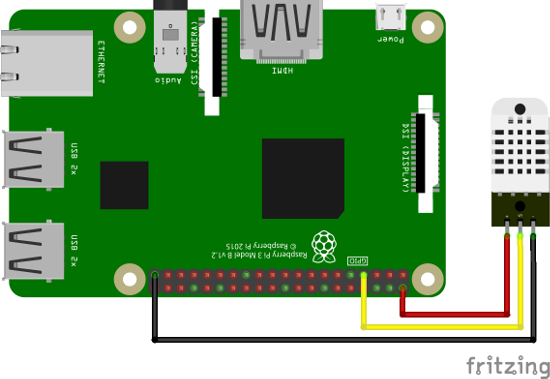 ETHERNET
Audio
CSI (CAMERA)
HDMI
Power
USB 2x
DSI (DISPLAY)
USB 2x
GPIO
Raspberry Pi 3 Model B v1.2
© Raspberry Pi 2015
fritzing